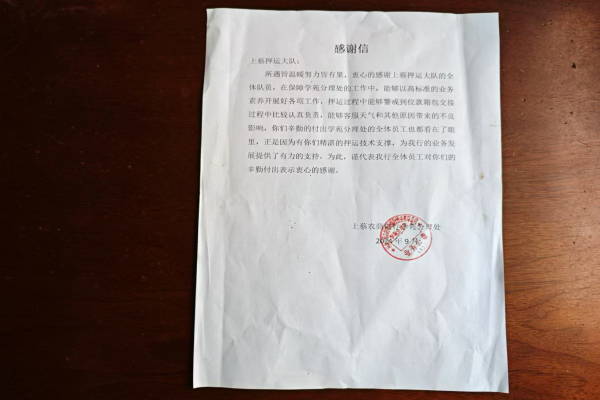 感谢信
上蔡押运大队：
所遇皆温暖努力皆有里，衷心的感谢上蔡押运大队的全
体队员，在保障学苑分理处的工作中，能够以高标准的业务
素养开展好各项工作，押运过程中能够警戒到位款箱包交接
过程中比较认真负责，能够客服天气和其他原因带来的不良
影响，你们辛勤的付出学苑分理处的全体员工也都看在了眼
里，正是因为有你们精湛的押运技术支撑，为我行的业务发
展提供了有力的支持。为此，谨代表我行全体员工对你们的
辛勤付出表示衷心的感谢。
上蔡农商银行学苑分理处
年 9 月